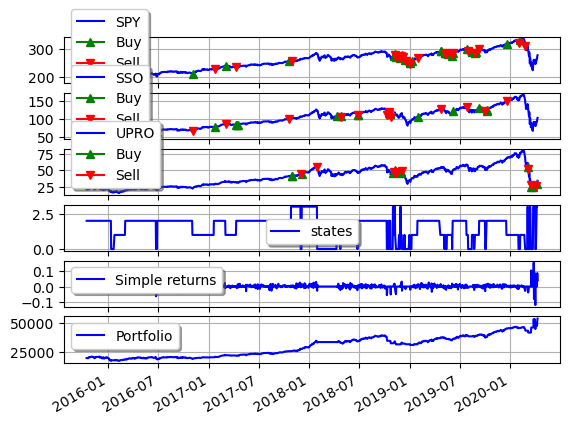 SPY
Buy
Sell
300
200
SSO
Buy
Sell
150
100
50
UPRO
Buy
Sell
75
50
25
states
2.5
0.0
Simple returns
0.1
0.0
−0.1
Portfolio
50000
25000
2016-01 2016-07 2017-01 2017-07 2018-01 2018-07 2019-01 2019-07 2020-01